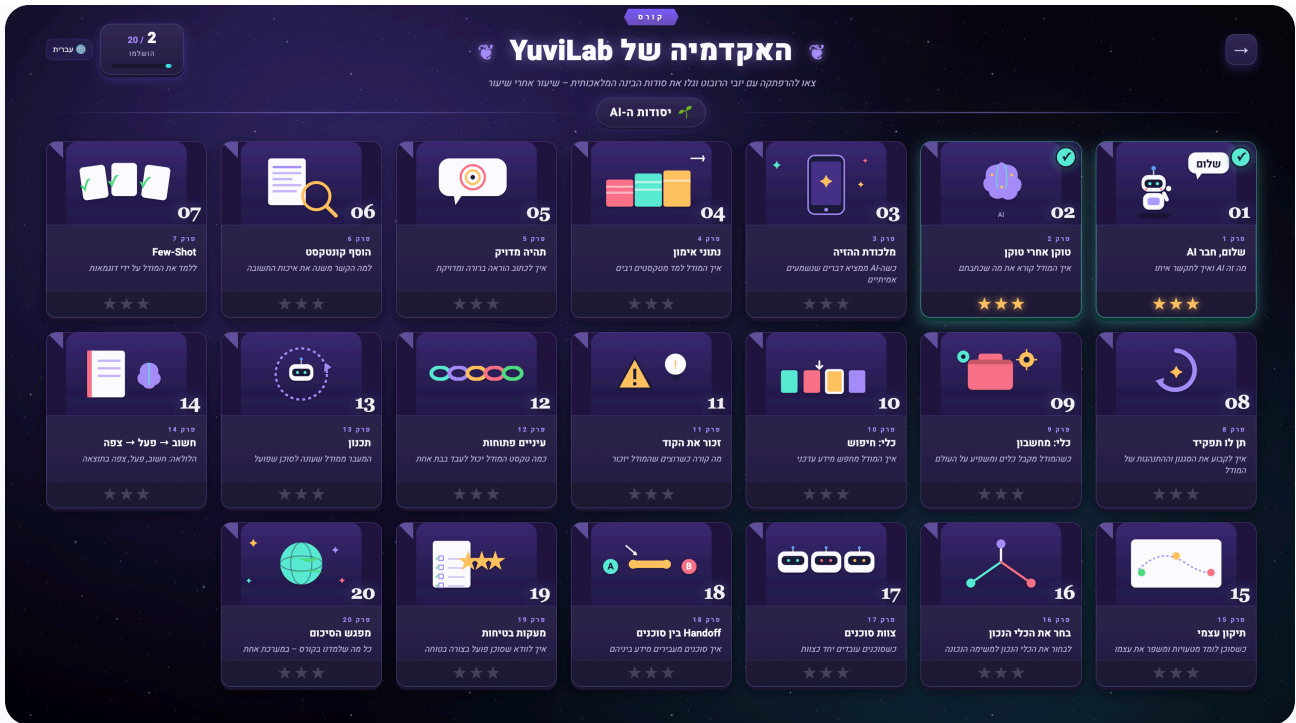 קורס
האקדמיה של YuviLab
צאו להרפתקה עם יובי הרובוט וגלו את סודות הבינה המלאכותית – שיעור אחרי שיעור
2 / 20
הושלמו
עברית
→
יסודות ה-AI
שלום
01
פרק 1
שלום, חבר AI
מה זה AI ואיך לתקשר איתו
AI
02
פרק 2
טוקן אחרי טוקן
איך המודל קורא את מה שכתבתם
03
פרק 3
מלכודת ההזיה
כשה-AI ממציא דברים שנשמעים
אמיתיים
04
פרק 4
נתוני אימון
איך המודל למד מטקסטים רבים
05
פרק 5
תהיה מדויק
איך לכתוב הוראה ברורה ומדויקת
06
פרק 6
הוסף קונטקסט
למה הקשר משנה את איכות התשובה
07
פרק 7
Few-Shot
ללמד את המודל על ידי דוגמאות
08
פרק 8
תן לו תפקיד
איך לקבוע את הסגנון וההתנהגות של
המודל
09
פרק 9
כלי: מחשבון
כשהמודל מקבל כלים ומשפיע על העולם
10
פרק 10
כלי: חיפוש
איך המודל מחפש מידע עדכני
11
פרק 11
זכור את הקוד
מה קורה כשרוצים שהמודל יזכור
12
פרק 12
עיניים פתוחות
כמה טקסט המודל יכול לעבד בבת אחת
13
פרק 13
תכנון
המעבר ממודל שעונה לסוכן שפועל
14
פרק 14
חשוב → פעל → צפה
הלולאה: חשוב, פעל, צפה בתוצאה
15
פרק 15
תיקון עצמי
כשסוכן לומד מטעויות ומשפר את עצמו
16
פרק 16
בחר את הכלי הנכון
לבחור את הכלי הנכון למשימה הנכונה
17
פרק 17
צוות סוכנים
כשסוכנים עובדים יחד כצוות
A B
18
פרק 18
Handoff בין סוכנים
איך סוכנים מעבירים מידע ביניהם
19
פרק 19
מעקות בטיחות
איך לוודא שסוכן פועל בצורה בטוחה
20
פרק 20
מפגש הסיכום
כל מה שלמדנו בקורס – במערכת אחת